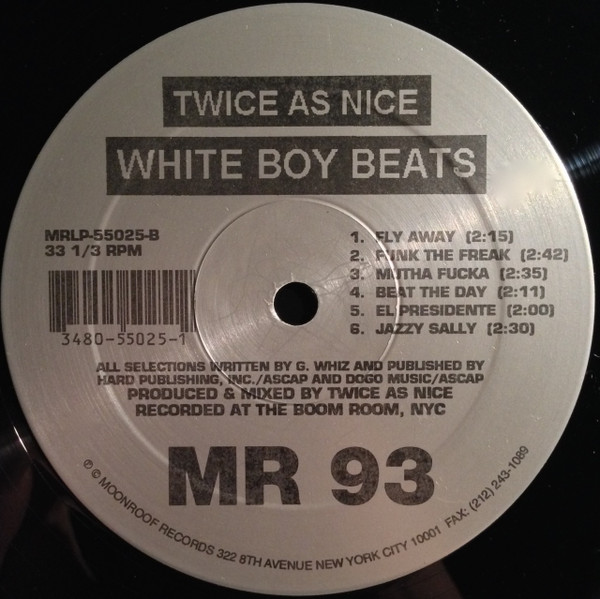 TWICE AS NICE
WHITE BOY BEATS
MRLP-55025-B
33 1/3 RPM
3480-55025-1
1. FLY AWAY (2:15)
2. FUNK THE FREAK (2:42)
3. MUTHA FUCKA (2:35)
4. BEAT THE DAY (2:11)
5. EL PRESIDENTE (2:00)
6. JAZZY SALLY (2:30)
ALL SELECTIONS WRITTEN BY G. WHIZ AND PUBLISHED BY
HARD PUBLISHING, INC./ASCAP AND DOGO MUSIC/ASCAP
PRODUCED & MIXED BY TWICE AS NICE
RECORDED AT THE BOOM ROOM, NYC
MR 93
℗ © MOONROOF RECORDS 322 8TH AVENUE NEW YORK CITY 10001 FAX: (212) 243-1089